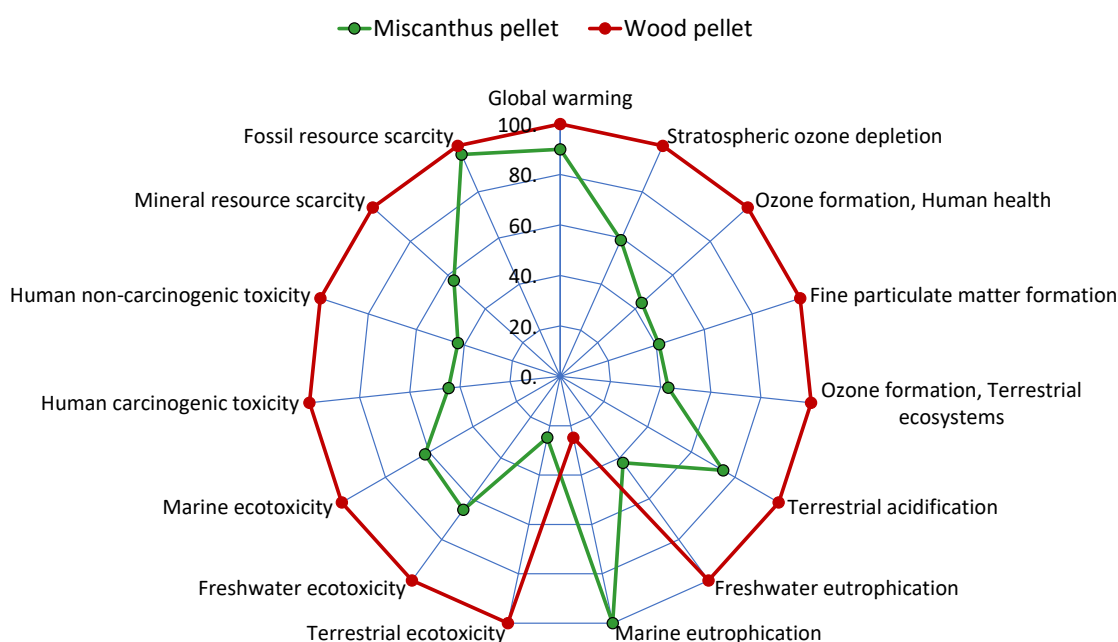 Miscanthus pellet
Wood pellet
Global warming
100.
Fossil resource scarcity
Stratospheric ozone depletion
80.
Mineral resource scarcity
Ozone formation, Human health
60.
40.
Human non-carcinogenic toxicity
Fine particulate matter formation
20.
0.
Human carcinogenic toxicity
Ozone formation, Terrestrial
ecosystems
Marine ecotoxicity
Terrestrial acidification
Freshwater ecotoxicity
Freshwater eutrophication
Terrestrial ecotoxicity
Marine eutrophication